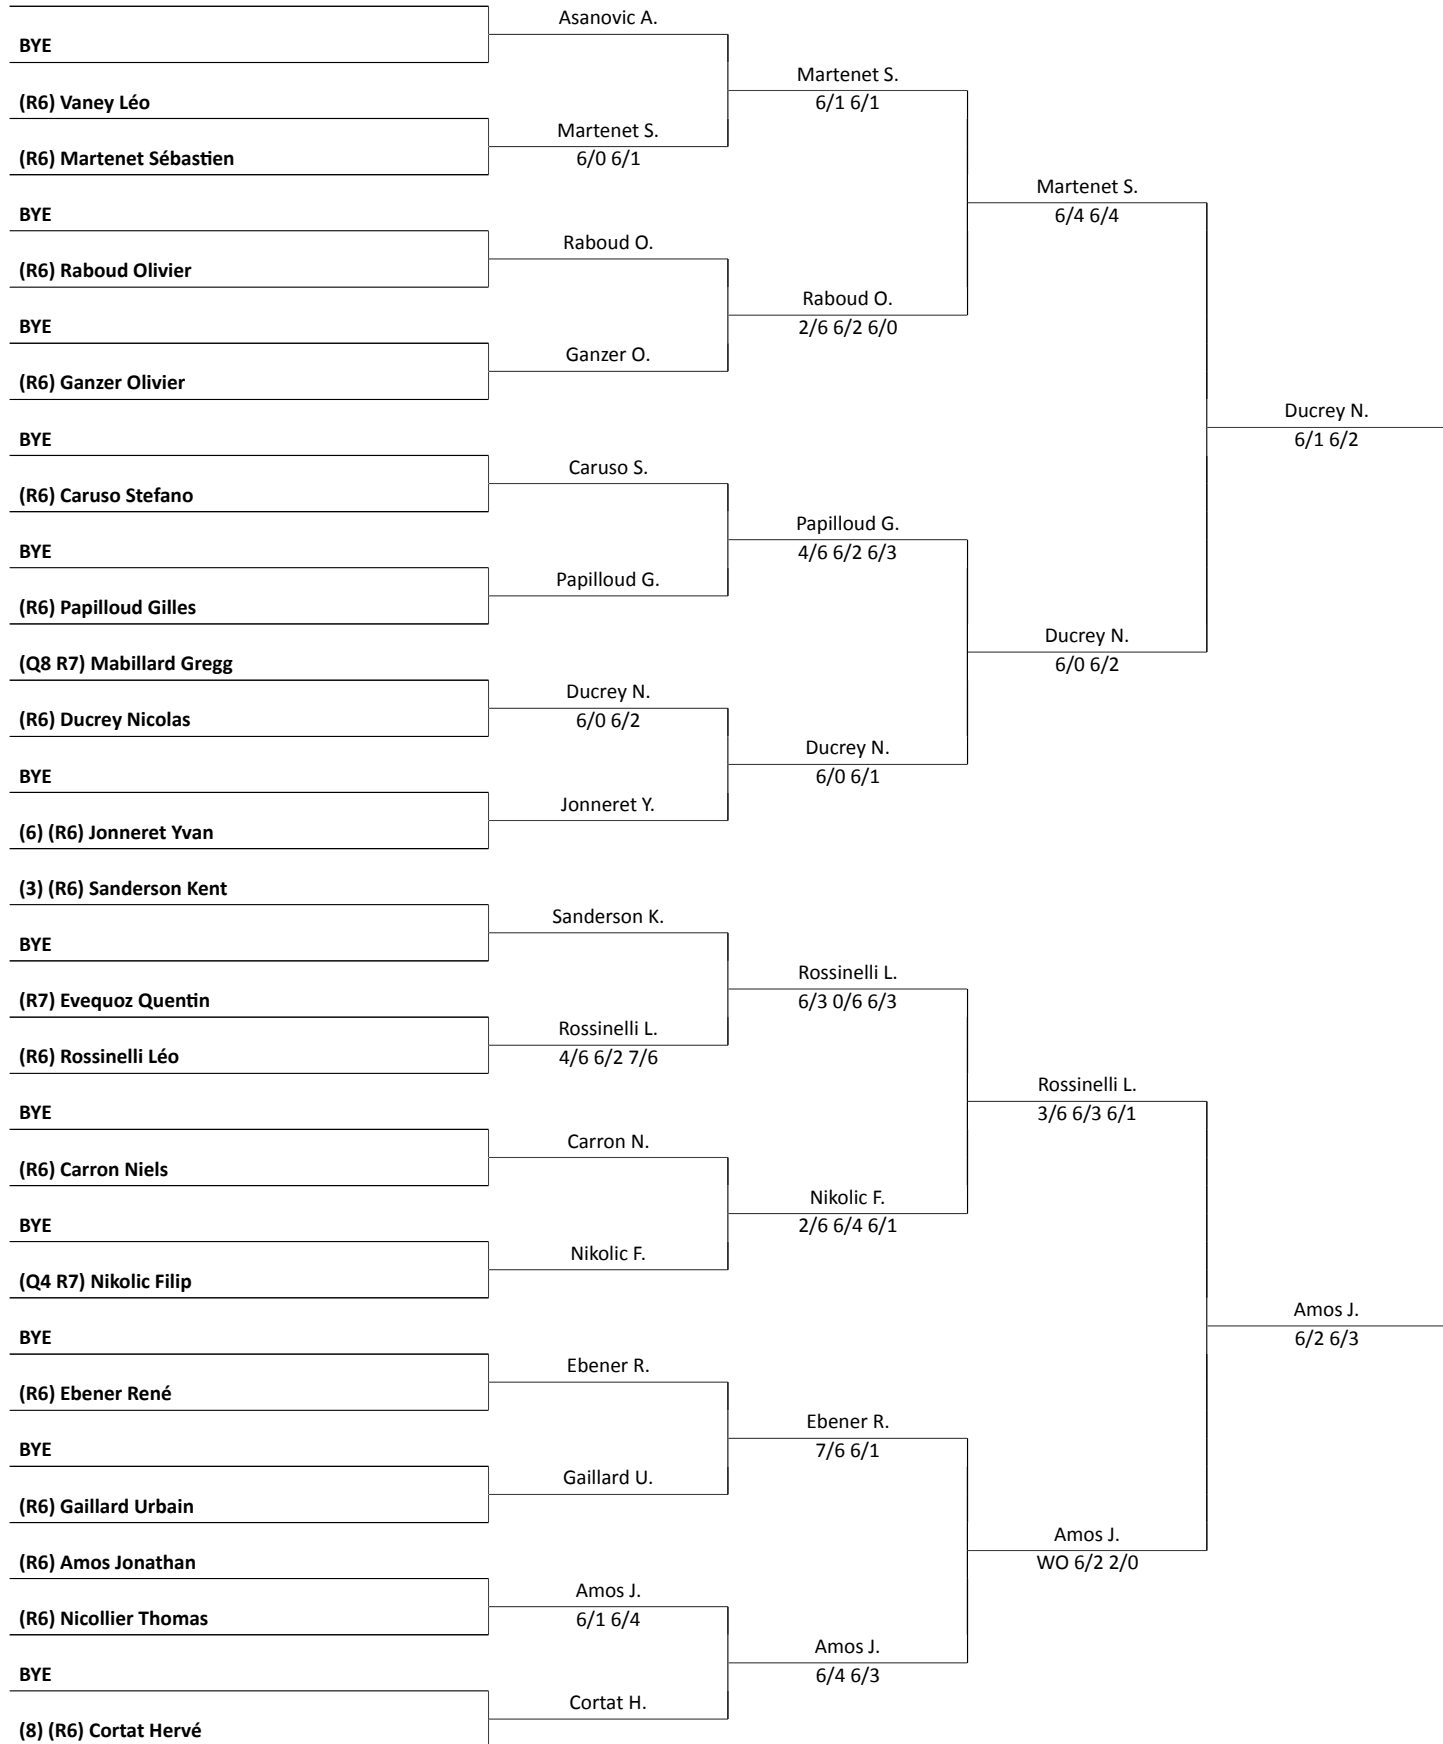 Asanovic A.
BYE
Martenet S.
6/1 6/1
(R6) Vaney Léo
Martenet S.
6/0 6/1
(R6) Martenet Sébastien
Martenet S.
6/4 6/4
BYE
Raboud O.
(R6) Raboud Olivier
Raboud O.
2/6 6/2 6/0
BYE
Ganzer O.
(R6) Ganzer Olivier
Ducrey N.
6/1 6/2
BYE
Caruso S.
(R6) Caruso Stefano
Papilloud G.
4/6 6/2 6/3
BYE
Papilloud G.
(R6) Papilloud Gilles
Ducrey N.
6/0 6/2
(Q8 R7) Mabillard Gregg
Ducrey N.
6/0 6/2
(R6) Ducrey Nicolas
Ducrey N.
6/0 6/1
BYE
Jonneret Y.
(6) (R6) Jonneret Yvan
(3) (R6) Sanderson Kent
Sanderson K.
BYE
Rossinelli L.
6/3 0/6 6/3
(R7) Evequoz Quentin
Rossinelli L.
4/6 6/2 7/6
(R6) Rossinelli Léo
Rossinelli L.
3/6 6/3 6/1
BYE
Carron N.
(R6) Carron Niels
Nikolic F.
2/6 6/4 6/1
BYE
Nikolic F.
(Q4 R7) Nikolic Filip
Amos J.
6/2 6/3
BYE
Ebener R.
(R6) Ebener René
Ebener R.
7/6 6/1
BYE
Gaillard U.
(R6) Gaillard Urbain
Amos J.
WO 6/2 2/0
(R6) Amos Jonathan
Amos J.
6/1 6/4
(R6) Nicollier Thomas
Amos J.
6/4 6/3
BYE
Cortat H.
(8) (R6) Cortat Hervé